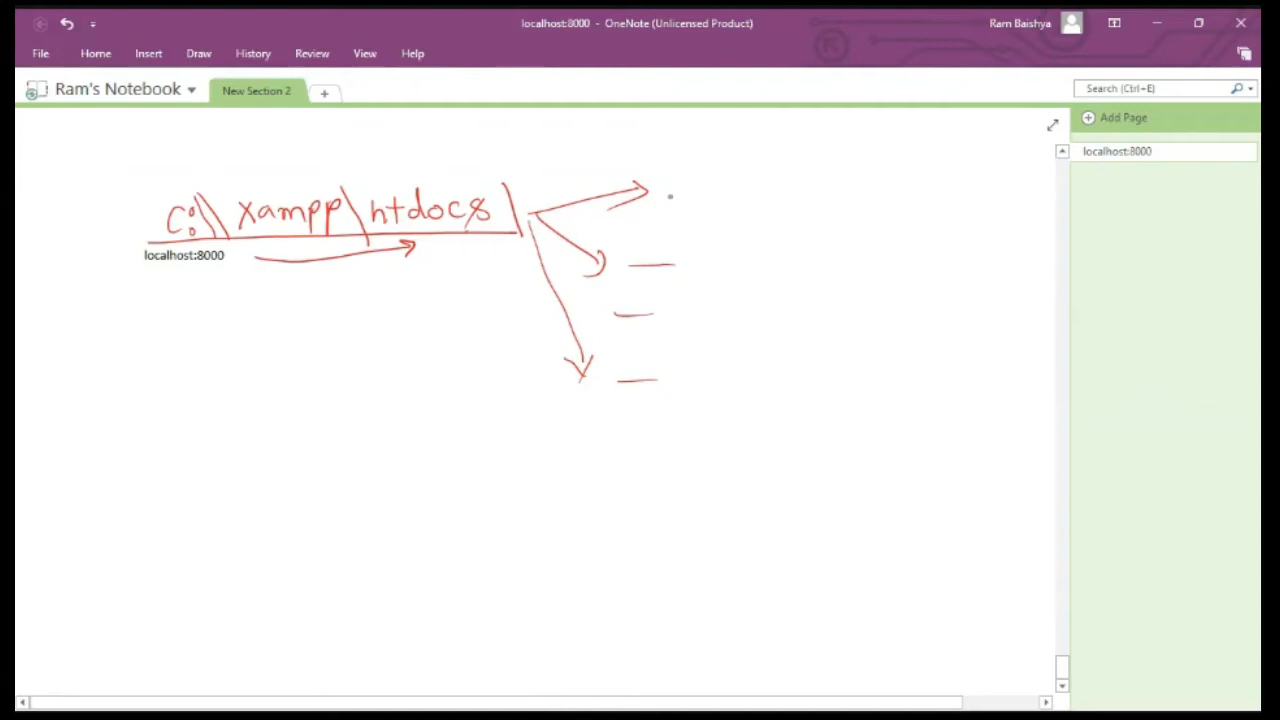 localhost:8000 - OneNote (Unlicensed Product)
Ram Baishya
File Home Insert Draw History Review View Help
Ram's Notebook
New Section 2
+
Search (Ctrl+E)
Add Page
localhost:8000
C:\\xampp\htdocs\
localhost:8000